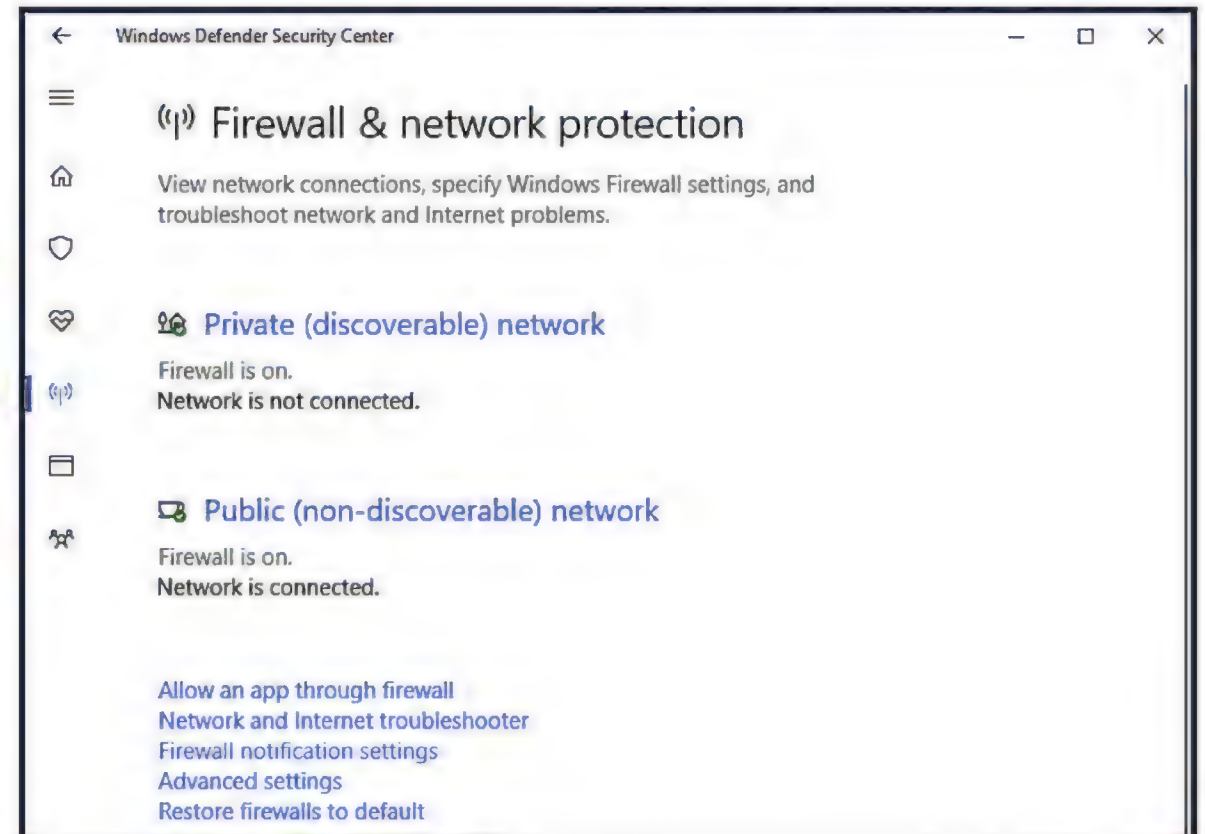 Windows Defender Security Center
Firewall & network protection
View network connections, specify Windows Firewall settings, and
troubleshoot network and Internet problems.
Private (discoverable) network
Firewall is on.
Network is not connected.
Public (non-discoverable) network
Firewall is on.
Network is connected.
Allow an app through firewall
Network and Internet troubleshooter
Firewall notification settings
Advanced settings
Restore firewalls to default